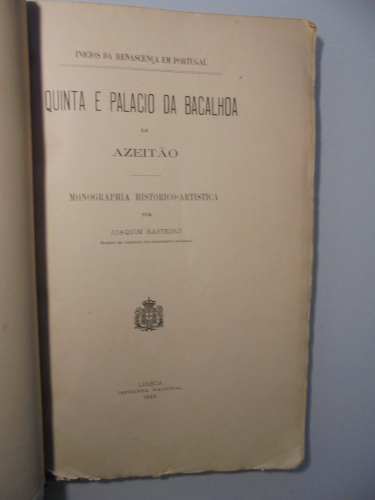 INICIOS DA RENASCENÇA EM PORTUGAL
QUINTA E PALACIO DA BACALHOA
EM
AZEITÃO
MONOGRAPHIA HISTORICO-ARTISTICA
POR
JOAQUIM RASTEIRO
LISBOA
IMPRENSA NACIONAL